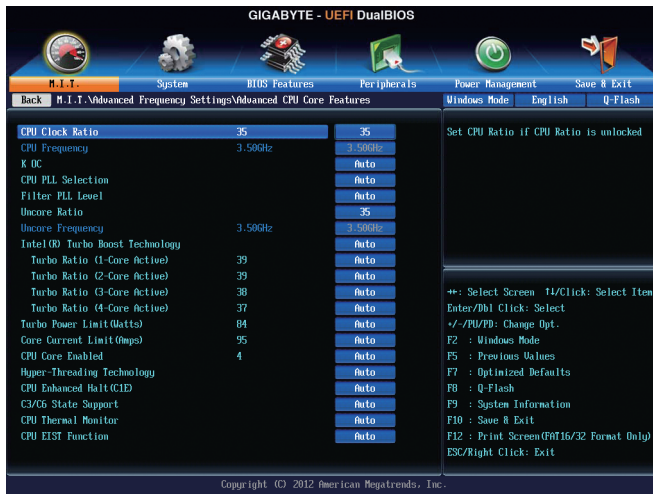 GIGABYTE - UEFI DualBIOS
M.I.T. System BIOS Features Peripherals Power Management Save & Exit
Back M.I.T.\Advanced Frequency Settings\Advanced CPU Core Features Windows Mode English Q-Flash
CPU Clock Ratio 35 35
CPU Frequency 3.50GHz 3.50GHz
K OC Auto
CPU PLL Selection Auto
Filter PLL Level Auto
Uncore Ratio 35
Uncore Frequency 3.50GHz 3.50GHz
Intel(R) Turbo Boost Technology Auto
Turbo Ratio (1-Core Active) 39 Auto
Turbo Ratio (2-Core Active) 39 Auto
Turbo Ratio (3-Core Active) 38 Auto
Turbo Ratio (4-Core Active) 37 Auto
Turbo Power Limit(Watts) 84 Auto
Core Current Limit(Amps) 95 Auto
CPU Core Enabled 4 Auto
Hyper-Threading Technology Auto
CPU Enhanced Halt(C1E) Auto
C3/C6 State Support Auto
CPU Thermal Monitor Auto
CPU EIST Function Auto
Set CPU Ratio if CPU Ratio is unlocked
→←: Select Screen ↑↓/Click: Select Item
Enter/Dbl Click: Select
+/-/PU/PD: Change Opt.
F2 : Windows Mode
F5 : Previous Values
F7 : Optimized Defaults
F8 : Q-Flash
F9 : System Information
F10 : Save & Exit
F12 : Print Screen(FAT16/32 Format Only)
ESC/Right Click: Exit
Copyright (C) 2012 American Megatrends, Inc.